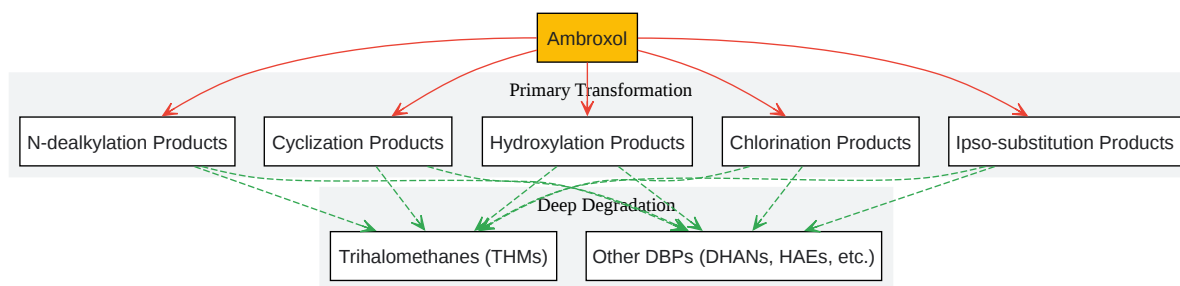 Ambroxol
Primary Transformation
N-dealkylation Products
Cyclization Products
Hydroxylation Products
Chlorination Products
Ipso-substitution Products
Deep Degradation
Trihalomethanes (THMs)
Other DBPs (DHANs, HAEs, etc.)